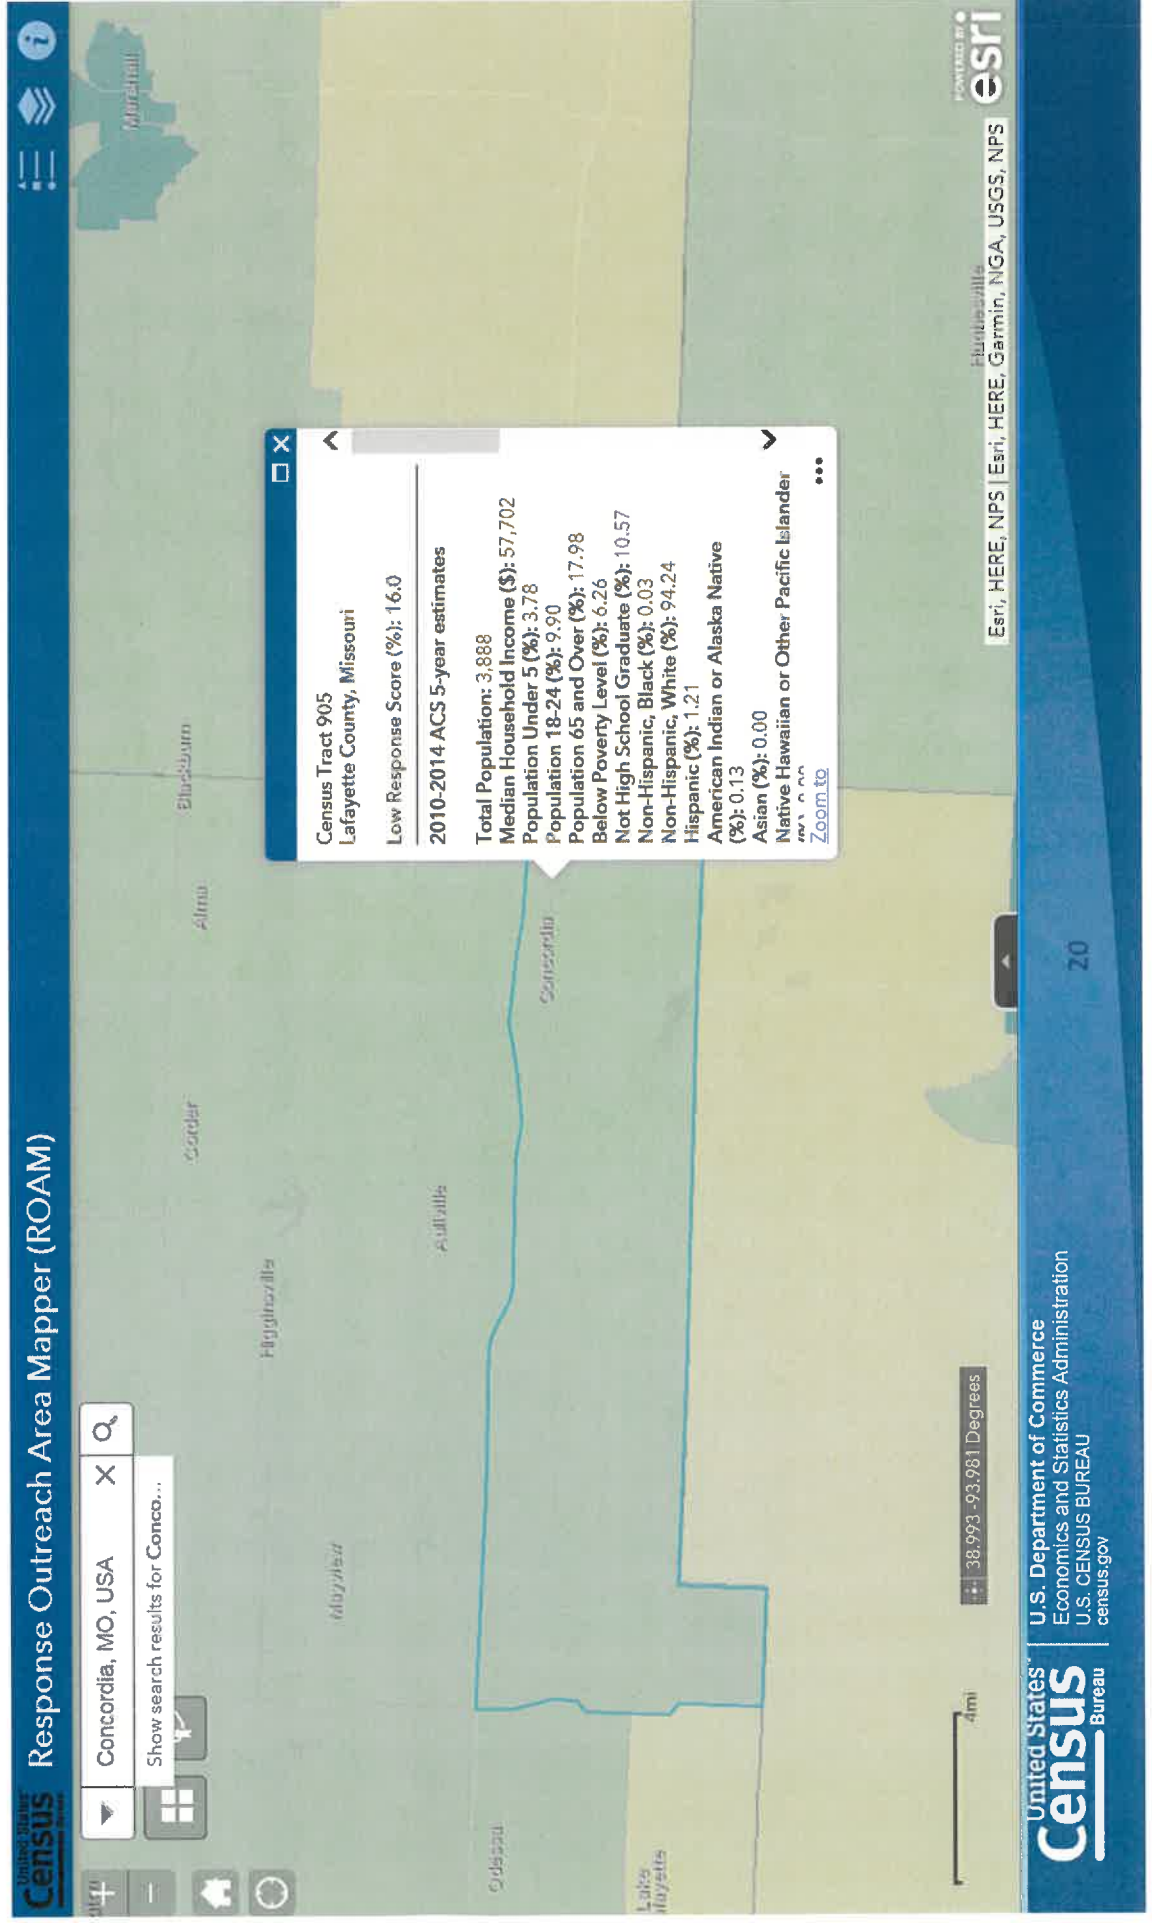 United States
Census
Bureau
Response Outreach Area Mapper (ROAM)
Concordia, MO, USA
Show search results for Conco...
+
−
Marshall
Blackburn
Alma
Corder
Higginsville
Mayview
Aullville
Concordia
Odessa
Lake
Hughesville
Census Tract 905
Lafayette County, Missouri
Low Response Score (%): 16.0
2010-2014 ACS 5-year estimates
Total Population: 3,888
Median Household Income ($): 57,702
Population Under 5 (%): 3.78
Population 18-24 (%): 9.90
Population 65 and Over (%): 17.98
Below Poverty Level (%): 6.26
Not High School Graduate (%): 10.57
Non-Hispanic, Black (%): 0.03
Non-Hispanic, White (%): 94.24
Hispanic (%): 1.21
American Indian or Alaska Native
(%): 0.13
Asian (%): 0.00
Native Hawaiian or Other Pacific Islander
Zoom to
•••
4mi
38.993 -93.981 Degrees
Esri, HERE, NPS | Esri, HERE, Garmin, NGA, USGS, NPS
POWERED BY
esri
United States™
Census
Bureau
U.S. Department of Commerce
Economics and Statistics Administration
U.S. CENSUS BUREAU
census.gov
20